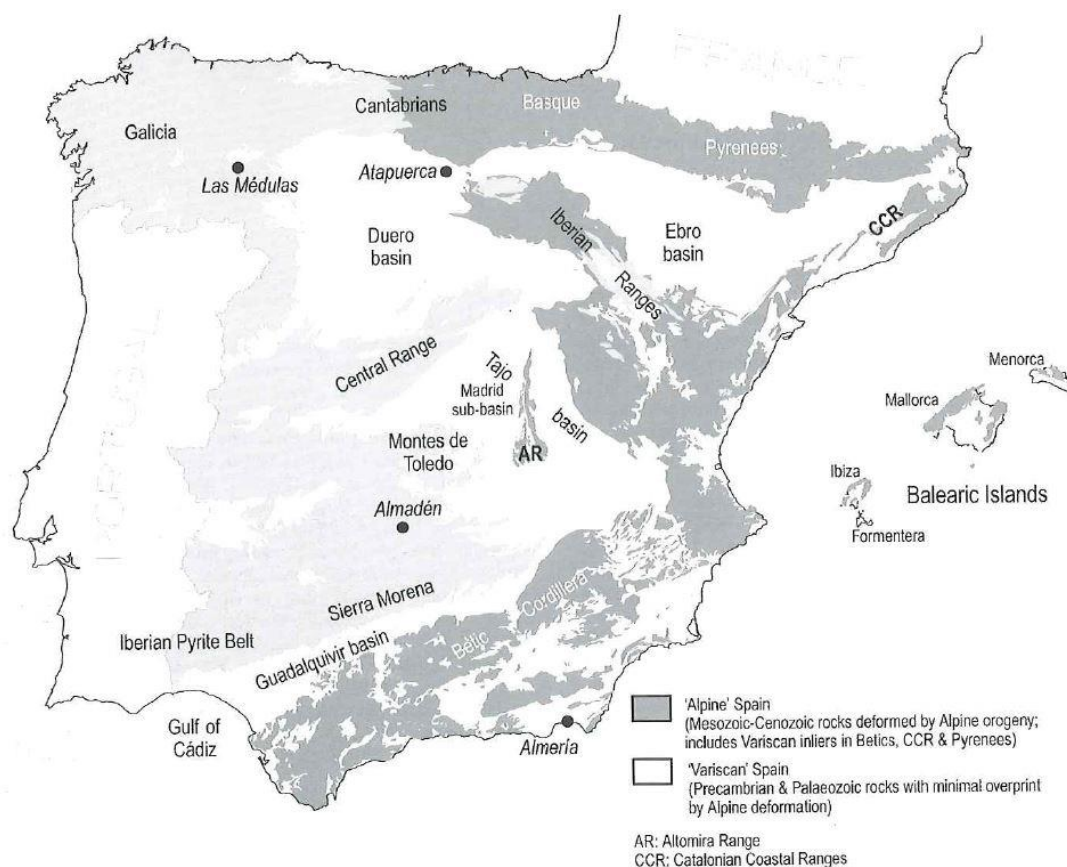 Cantabrians
Basque
Galicia
Pyrenees
Las Médulas
Atapuerca
CCR
Iberian
Ranges
Duero
basin
Ebro
basin
Central Range
Tajo
basin
Madrid
sub-basin
Menorca
Mallorca
Montes de
Toledo
AR
Ibiza
Balearic Islands
Almadén
Formentera
Sierra Morena
Cordillera
Bètic
Iberian Pyrite Belt
Guadalquivir basin
Gulf of
Cádiz
Almería
'Alpine' Spain
(Mesozoic-Cenozoic rocks deformed by Alpine orogeny;
includes Variscan inliers in Betics, CCR & Pyrenees)
'Variscan' Spain
(Precambrian & Palaeozoic rocks with minimal overprint
by Alpine deformation)
AR: Altomira Range
CCR: Catalonian Coastal Ranges